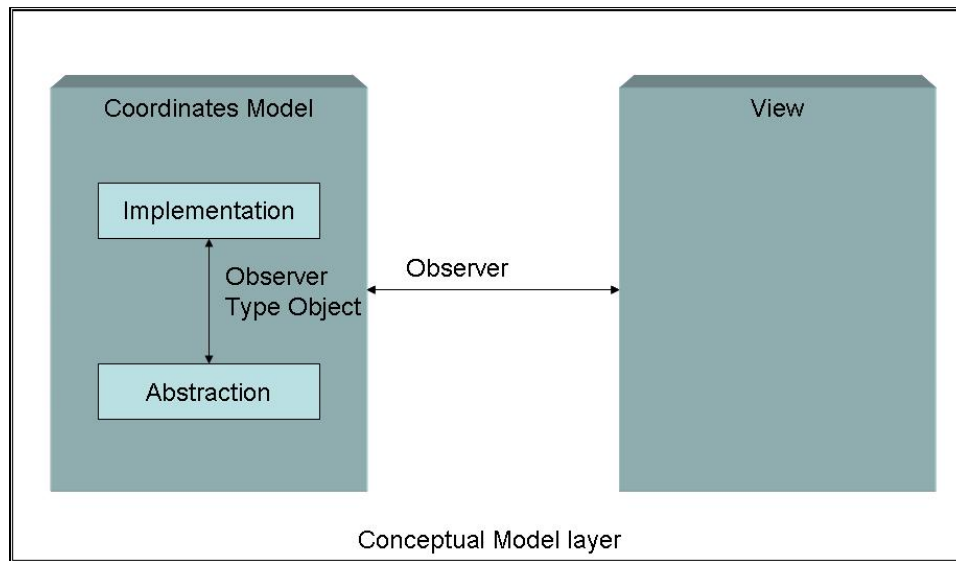 Coordinates Model
Implementation
Observer
Type Object
Abstraction
Observer
View
Conceptual Model layer